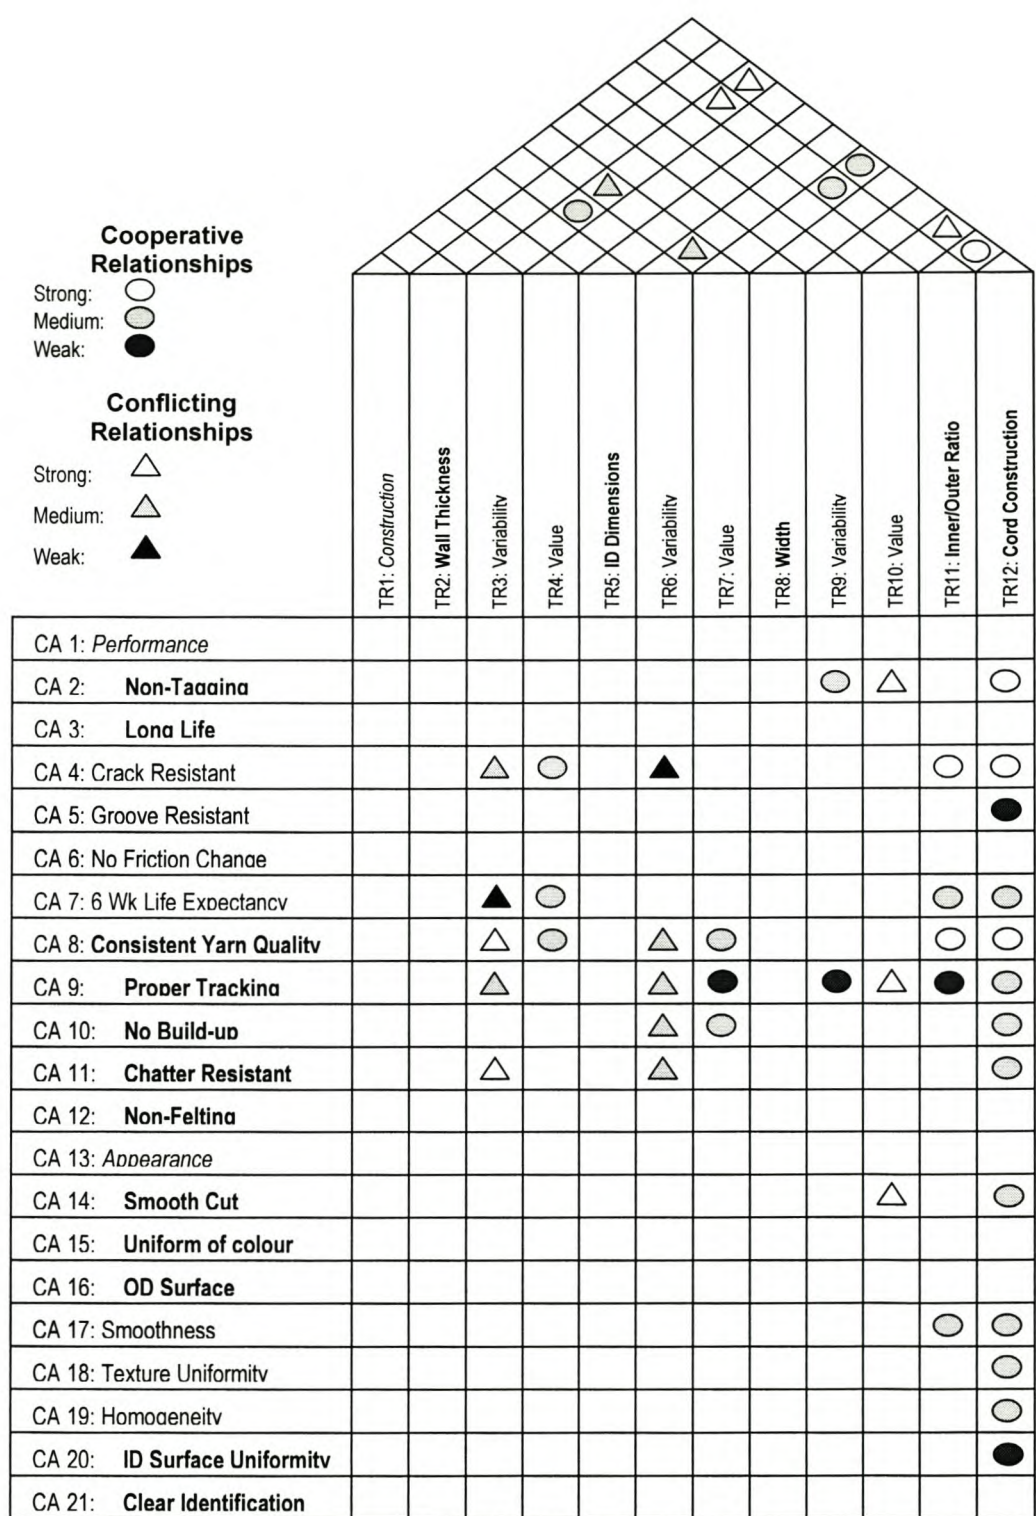 Cooperative
Relationships
Strong:
Medium:
Weak:
Conflicting
Relationships
Strong:
Medium:
Weak:
TR1: Construction
TR2: Wall Thickness
TR3: Variability
TR4: Value
TR5: ID Dimensions
TR6: Variability
TR7: Value
TR8: Width
TR9: Variability
TR10: Value
TR11: Inner/Outer Ratio
TR12: Cord Construction
CA 1: Performance
CA 2: Non-Tagging
CA 3: Long Life
CA 4: Crack Resistant
CA 5: Groove Resistant
CA 6: No Friction Change
CA 7: 6 Wk Life Expectancy
CA 8: Consistent Yarn Quality
CA 9: Proper Tracking
CA 10: No Build-up
CA 11: Chatter Resistant
CA 12: Non-Felting
CA 13: Appearance
CA 14: Smooth Cut
CA 15: Uniform of colour
CA 16: OD Surface
CA 17: Smoothness
CA 18: Texture Uniformity
CA 19: Homogeneity
CA 20: ID Surface Uniformity
CA 21: Clear Identification